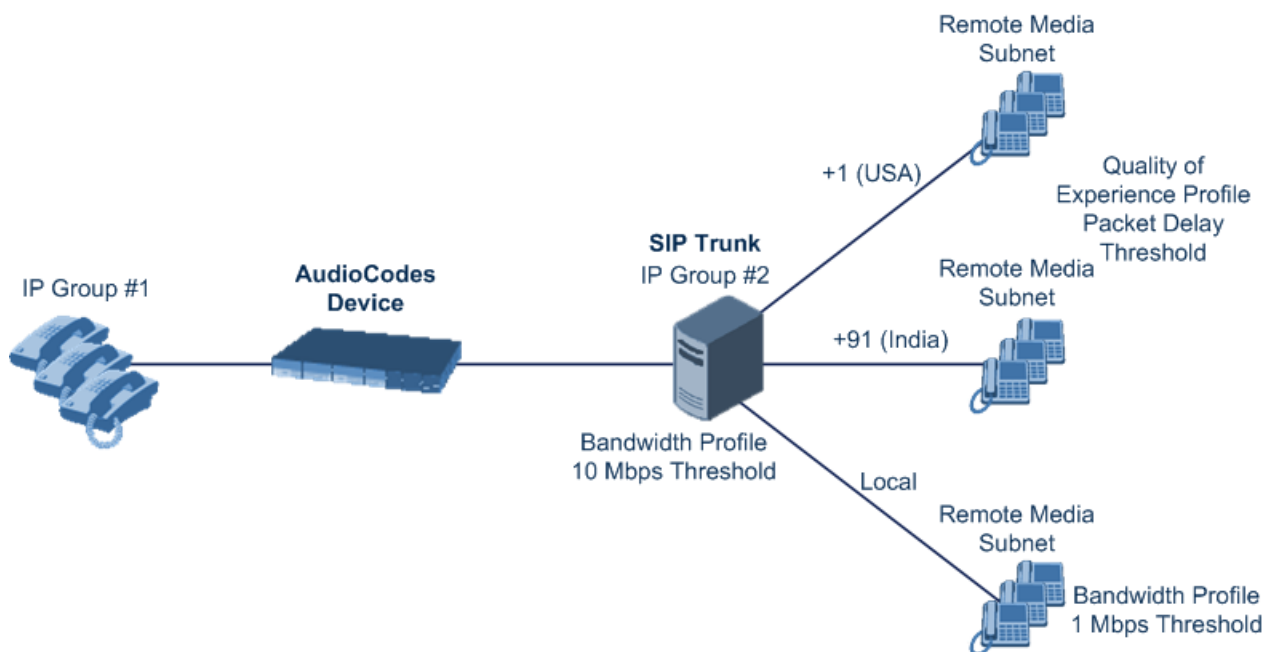 Remote Media
Subnet
+1 (USA)
Quality of
Experience Profile
Packet Delay
Threshold
SIP Trunk
IP Group #2
AudioCodes
Device
IP Group #1
Remote Media
Subnet
+91 (India)
Bandwidth Profile
10 Mbps Threshold
Local
Remote Media
Subnet
Bandwidth Profile
1 Mbps Threshold